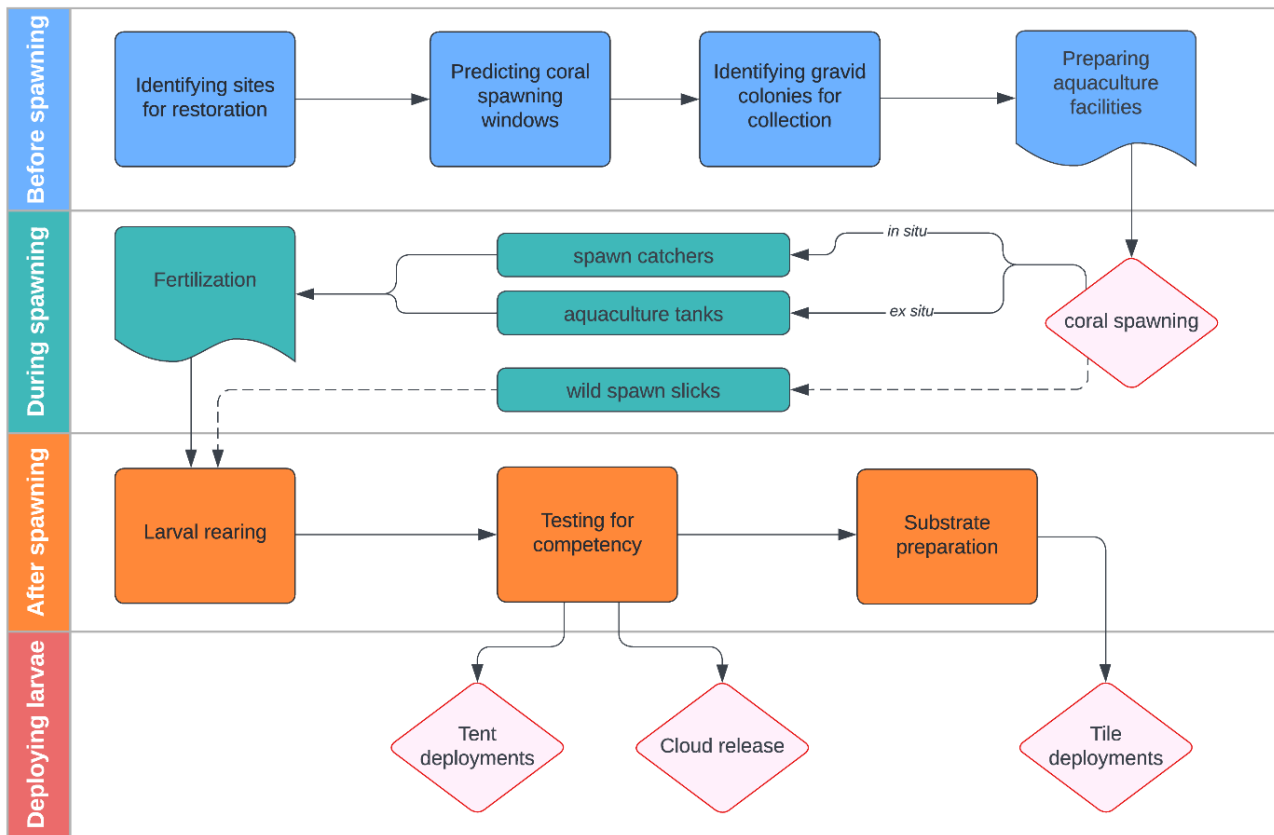 Before spawning
Identifying sites
for restoration
Predicting coral
spawning
windows
Identifying gravid
colonies for
collection
Preparing
aquaculture
facilities
During spawning
Fertilization
spawn catchers
in situ
aquaculture tanks
ex situ
coral spawning
wild spawn slicks
After spawning
Larval rearing
Testing for
competency
Substrate
preparation
Deploying larvae
Tent
deployments
Cloud release
Tile
deployments